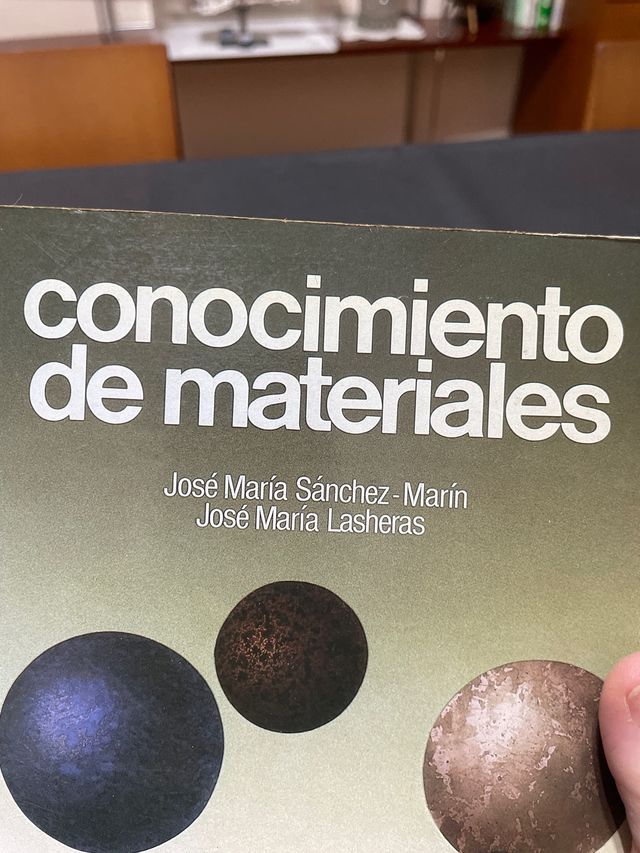 conocimiento
de materiales
José María Sánchez-Marín
José María Lasheras